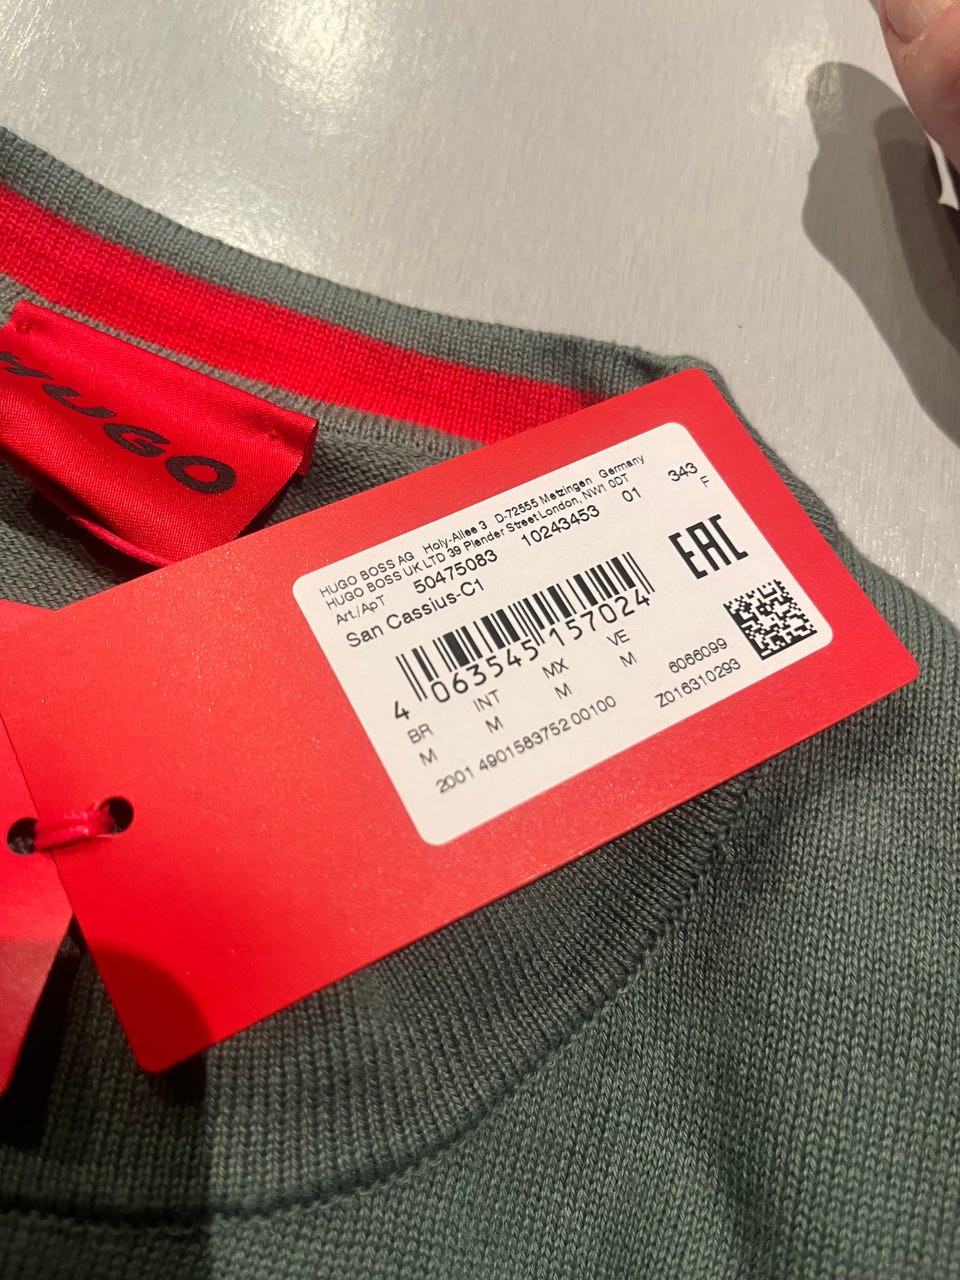 HUGO
HUGO BOSS AG Holy-Allee 3 D-72555 Metzingen Germany
HUGO BOSS UK LTD 39 Plender Street London, NW1 0DT
Art./ApT 50475083 10243453 01 343
F
San Cassius-C1
EAC
4 063545 157024
BR INT MX VE
M M M M
6066099
2001 4901583752 00100 Z016310293